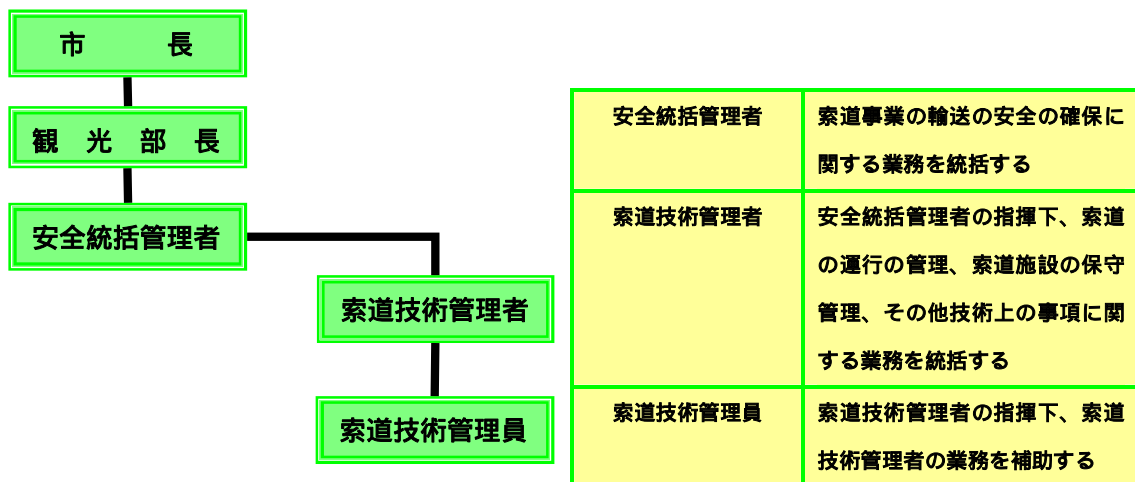 市　　　長
観　光　部　長
安全統括管理者
索道技術管理者
索道技術管理員
安全統括管理者
索道事業の輸送の安全の確保に
関する業務を統括する
索道技術管理者
安全統括管理者の指揮下、索道
の運行の管理、索道施設の保守
管理、その他技術上の事項に関
する業務を統括する
索道技術管理員
索道技術管理者の指揮下、索道
技術管理者の業務を補助する